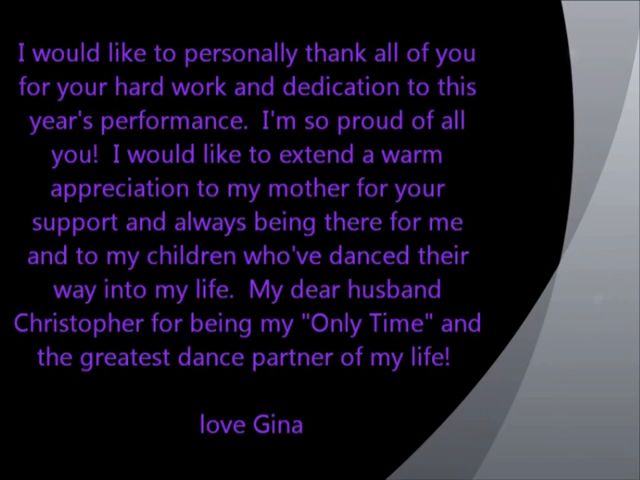 I would like to personally thank all of you
for your hard work and dedication to this
year's performance.  I'm so proud of all
you!  I would like to extend a warm
appreciation to my mother for your
support and always being there for me
and to my children who've danced their
way into my life.  My dear husband
Christopher for being my "Only Time" and
the greatest dance partner of my life!
love Gina